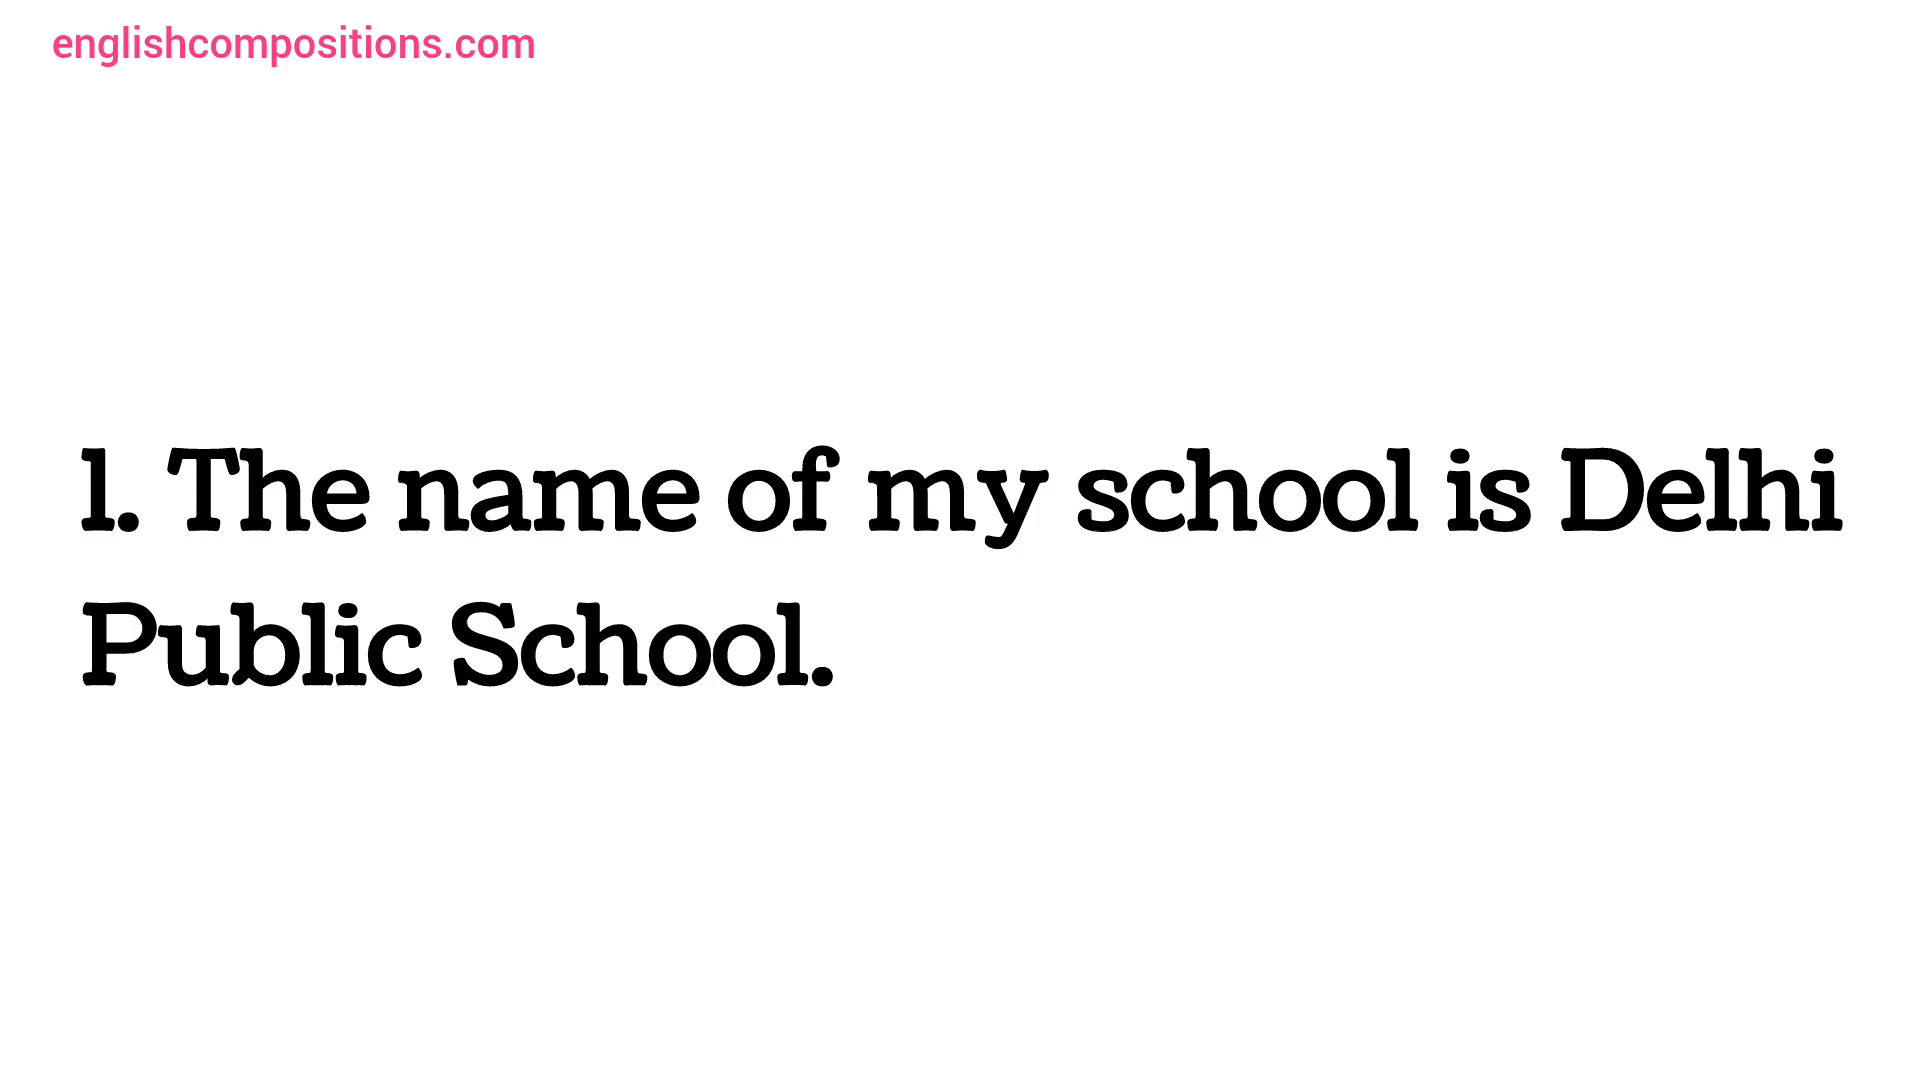 englishcompositions.com
1. The name of my school is Delhi
Public School.